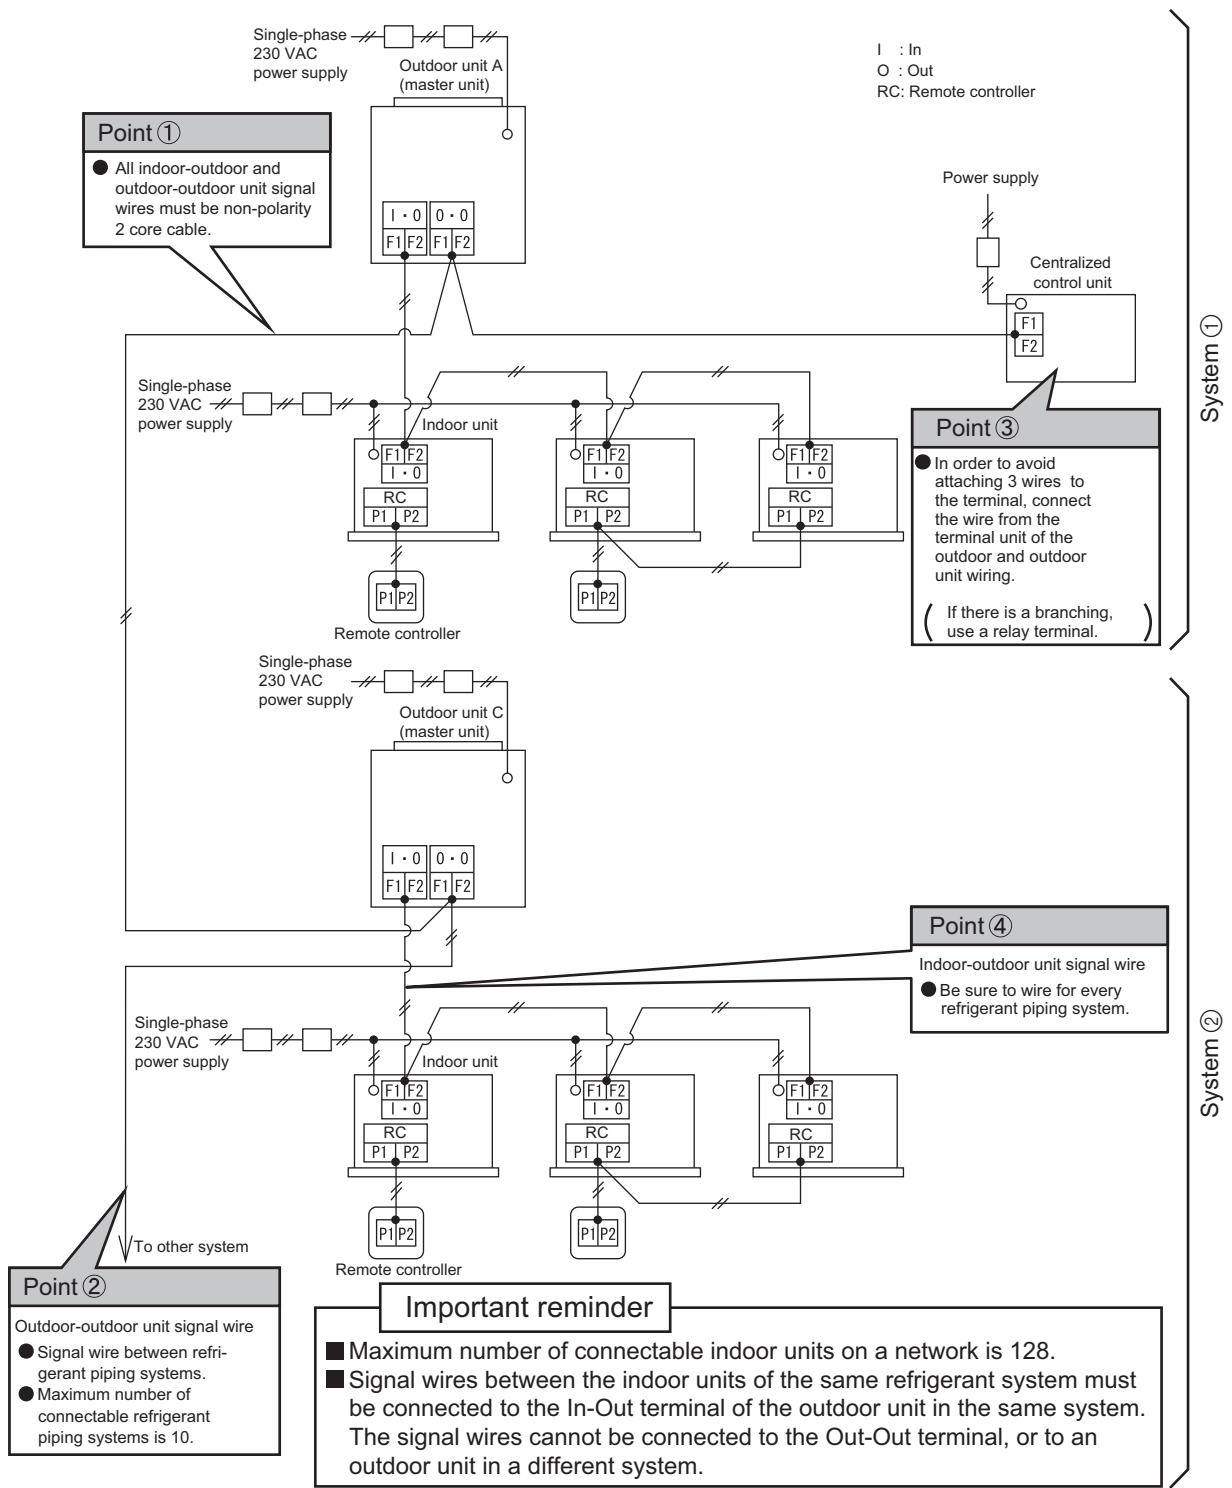 Single-phase
230 VAC
power supply
Outdoor unit A
(master unit)
I : In
O : Out
RC: Remote controller
Point ①
● All indoor-outdoor and
outdoor-outdoor unit signal
wires must be non-polarity
2 core cable.
I・O O・O
F1 F2 F1 F2
Power supply
Centralized
control unit
F1
F2
System ①
Single-phase
230 VAC
power supply
Indoor unit
F1 F2
I・O
RC
P1 P2
F1 F2
I・O
RC
P1 P2
F1 F2
I・O
RC
P1 P2
P1 P2
P1 P2
Remote controller
Point ③
● In order to avoid
attaching 3 wires to
the terminal, connect
the wire from the
terminal unit of the
outdoor and outdoor
unit wiring.
( If there is a branching,
use a relay terminal. )
Single-phase
230 VAC
power supply
Outdoor unit C
(master unit)
I・O O・O
F1 F2 F1 F2
Point ④
Indoor-outdoor unit signal wire
● Be sure to wire for every
refrigerant piping system.
System ②
Single-phase
230 VAC
power supply
Indoor unit
F1 F2
I・O
RC
P1 P2
F1 F2
I・O
RC
P1 P2
F1 F2
I・O
RC
P1 P2
P1 P2
P1 P2
Remote controller
To other system
Point ②
Outdoor-outdoor unit signal wire
● Signal wire between refri-
gerant piping systems.
● Maximum number of
connectable refrigerant
piping systems is 10.
Important reminder
■ Maximum number of connectable indoor units on a network is 128.
■ Signal wires between the indoor units of the same refrigerant system must
be connected to the In-Out terminal of the outdoor unit in the same system.
The signal wires cannot be connected to the Out-Out terminal, or to an
outdoor unit in a different system.